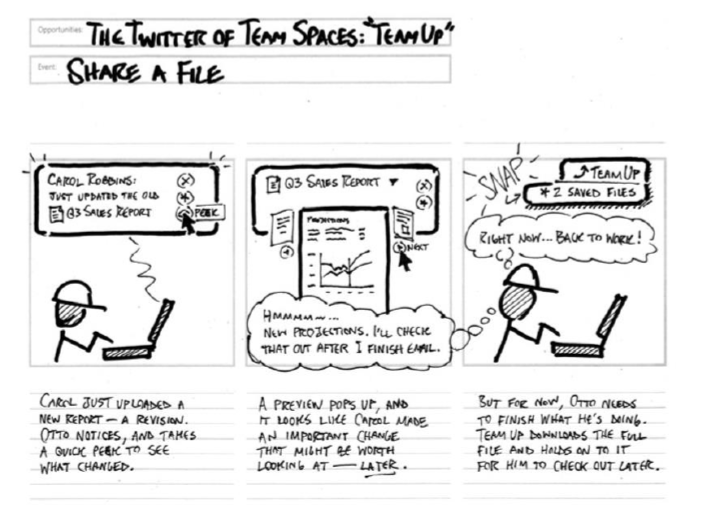 Opportunities: THE TWITTER OF TEAM SPACES: "TEAMUP"
Event: SHARE A FILE
CAROL ROBBINS:
JUST UPDATED THE OLD
Q3 SALES REPORT
PEEK
Q3 SALES REPORT
PROJECTIONS
NEXT
HMMMMM...
NEW PROJECTIONS. I'LL CHECK
THAT OUT AFTER I FINISH EMAIL.
SNAP
TEAMUP
* 2 SAVED FILES
RIGHT NOW... BACK TO WORK!
CAROL JUST UPLOADED A
NEW REPORT — A REVISION.
OTTO NOTICES, AND TAKES
A QUICK PEEK TO SEE
WHAT CHANGED.
A PREVIEW POPS UP, AND
IT LOOKS LIKE CAROL MADE
AN IMPORTANT CHANGE
THAT MIGHT BE WORTH
LOOKING AT — LATER.
BUT FOR NOW, OTTO NEEDS
TO FINISH WHAT HE'S DOING.
TEAM UP DOWNLOADS THE FULL
FILE AND HOLDS ON TO IT
FOR HIM TO CHECK OUT LATER.